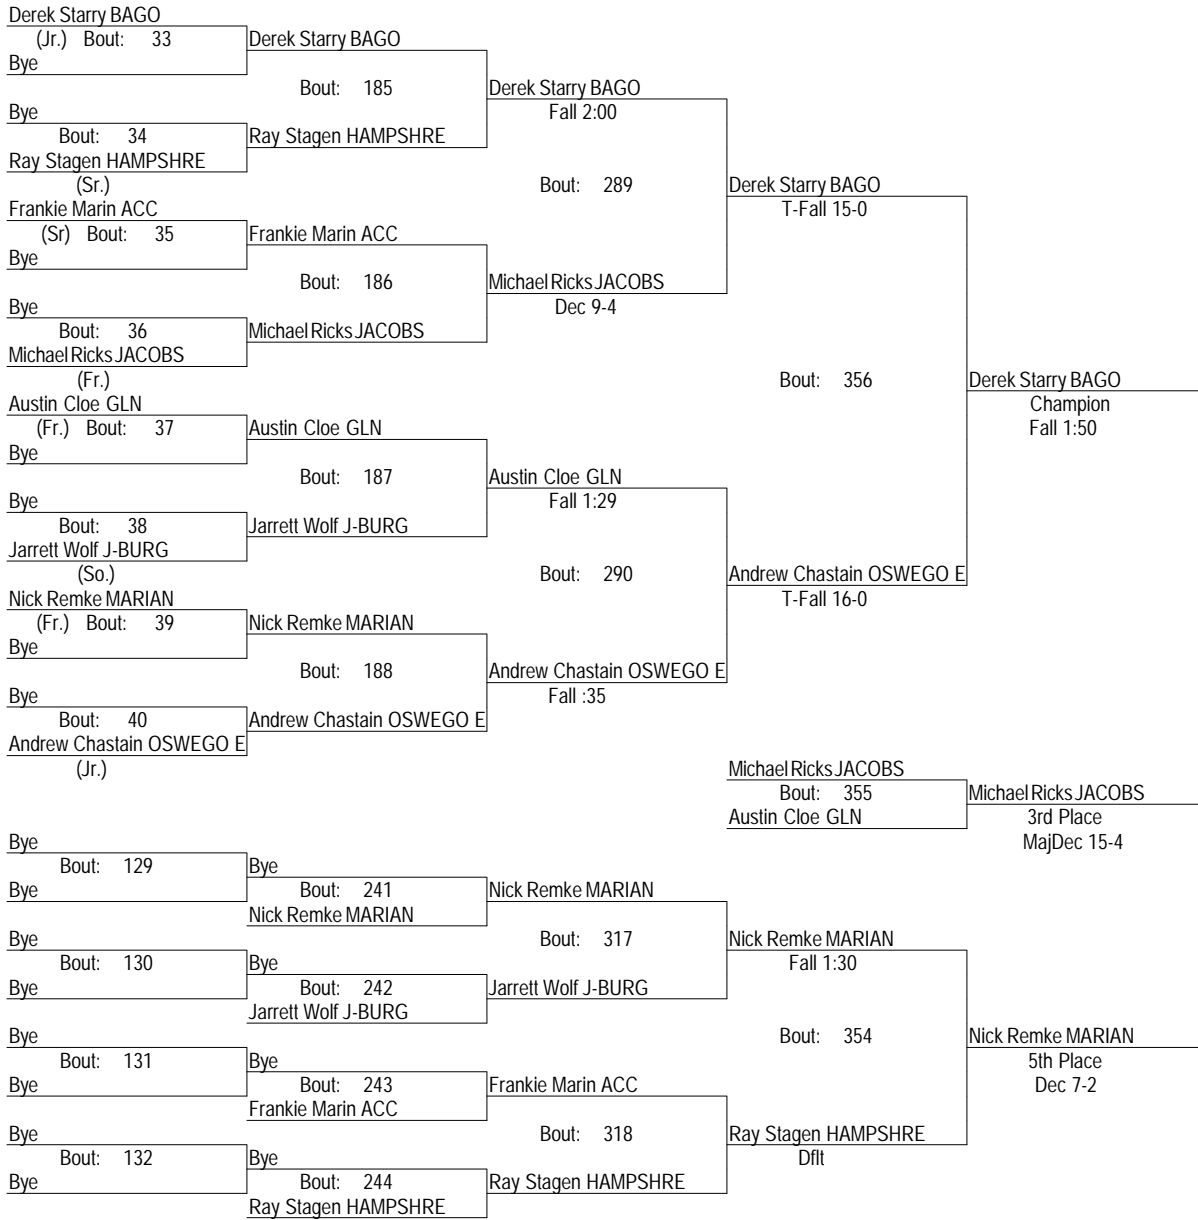 Derek Starry BAGO
(Jr.) Bout: 33 Derek Starry BAGO
Bye
Bout: 185 Derek Starry BAGO
Bye Fall 2:00
Bout: 34 Ray Stagen HAMPSHRE
Ray Stagen HAMPSHRE
(Sr.) Bout: 289 Derek Starry BAGO
Frankie Marin ACC T-Fall 15-0
(Sr) Bout: 35 Frankie Marin ACC
Bye
Bout: 186 Michael Ricks JACOBS
Bye Dec 9-4
Bout: 36 Michael Ricks JACOBS
Michael Ricks JACOBS
(Fr.) Bout: 356 Derek Starry BAGO
Austin Cloe GLN Champion
(Fr.) Bout: 37 Austin Cloe GLN Fall 1:50
Bye
Bout: 187 Austin Cloe GLN
Bye Fall 1:29
Bout: 38 Jarrett Wolf J-BURG
Jarrett Wolf J-BURG
(So.) Bout: 290 Andrew Chastain OSWEGO E
Nick Remke MARIAN T-Fall 16-0
(Fr.) Bout: 39 Nick Remke MARIAN
Bye
Bout: 188 Andrew Chastain OSWEGO E
Bye Fall :35
Bout: 40 Andrew Chastain OSWEGO E
Andrew Chastain OSWEGO E
(Jr.) Michael Ricks JACOBS
Bout: 355 Michael Ricks JACOBS
Austin Cloe GLN 3rd Place
Bye MajDec 15-4
Bout: 129 Bye
Bye Bout: 241 Nick Remke MARIAN
Nick Remke MARIAN
Bye Bout: 317 Nick Remke MARIAN
Bout: 130 Bye Fall 1:30
Bye Bout: 242 Jarrett Wolf J-BURG
Jarrett Wolf J-BURG
Bye Bout: 354 Nick Remke MARIAN
Bout: 131 Bye 5th Place
Bye Bout: 243 Frankie Marin ACC Dec 7-2
Frankie Marin ACC
Bye Bout: 318 Ray Stagen HAMPSHRE
Bout: 132 Bye Dflt
Bye Bout: 244 Ray Stagen HAMPSHRE
Ray Stagen HAMPSHRE